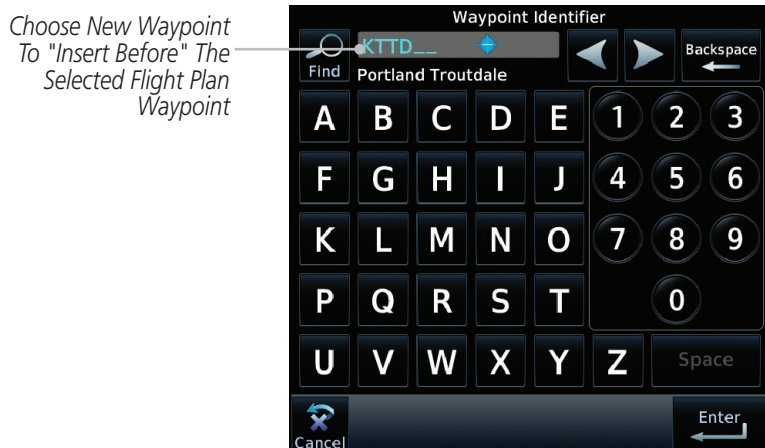 Choose New Waypoint
To "Insert Before" The
Selected Flight Plan
Waypoint
Waypoint Identifier
Find
KTTD__
Portland Troutdale
Backspace
A B C D E 1 2 3
F G H I J 4 5 6
K L M N O 7 8 9
P Q R S T 0
U V W X Y Z Space
Cancel
Enter